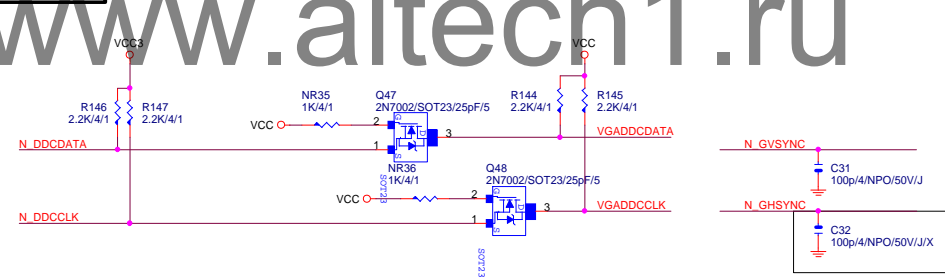 www.altech1.ru
VCC3
VCC
R146
2.2K/4/1
R147
2.2K/4/1
NR35
1K/4/1
Q47
2N7002/SOT23/25pF/5
R144
2.2K/4/1
R145
2.2K/4/1
VCC
2
G
D
S
3
1
N_DDCDATA
VGADDCDATA
SOT23
NR36
1K/4/1
Q48
2N7002/SOT23/25pF/5
VCC
2
G
D
S
3
1
N_DDCCLK
VGADDCCLK
SOT23
N_GVSYNC
C31
100p/4/NPO/50V/J
N_GHSYNC
C32
100p/4/NPO/50V/J/X